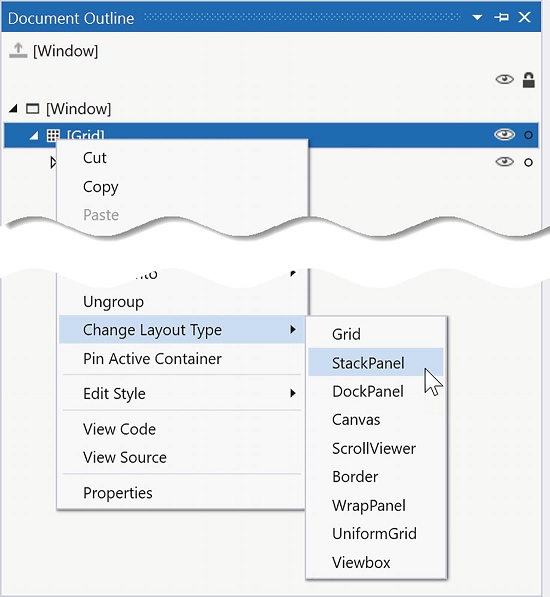 Document Outline
[Window]
[Window]
[Grid]
Cut
Copy
Paste
Ungroup
Change Layout Type
Pin Active Container
Edit Style
View Code
View Source
Properties
Grid
StackPanel
DockPanel
Canvas
ScrollViewer
Border
WrapPanel
UniformGrid
Viewbox